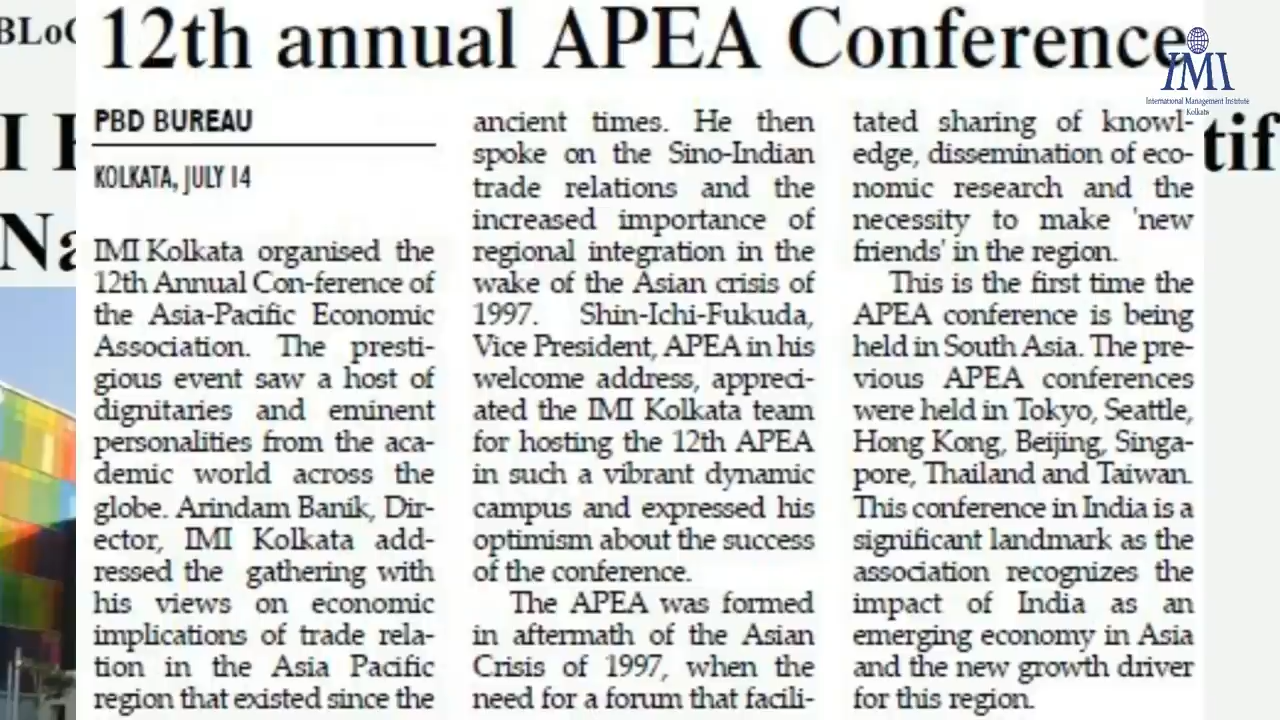 12th annual APEA Conference
PBD BUREAU
KOLKATA, JULY 14
IMI Kolkata organised the
12th Annual Con-ference of
the Asia-Pacific Economic
Association. The presti-
gious event saw a host of
dignitaries and eminent
personalities from the aca-
demic world across the
globe. Arindam Banik, Dir-
ector, IMI Kolkata add-
ressed the gathering with
his views on economic
implications of trade rela-
tion in the Asia Pacific
region that existed since the
ancient times. He then
spoke on the Sino-Indian
trade relations and the
increased importance of
regional integration in the
wake of the Asian crisis of
1997. Shin-Ichi-Fukuda,
Vice President, APEA in his
welcome address, appreci-
ated the IMI Kolkata team
for hosting the 12th APEA
in such a vibrant dynamic
campus and expressed his
optimism about the success
of the conference.
The APEA was formed
in aftermath of the Asian
Crisis of 1997, when the
need for a forum that facili-
tated sharing of knowl-
edge, dissemination of eco-
nomic research and the
necessity to make 'new
friends' in the region.
This is the first time the
APEA conference is being
held in South Asia. The pre-
vious APEA conferences
were held in Tokyo, Seattle,
Hong Kong, Beijing, Singa-
pore, Thailand and Taiwan.
This conference in India is a
significant landmark as the
association recognizes the
impact of India as an
emerging economy in Asia
and the new growth driver
for this region.
IMI
International Management Institute
Kolkata